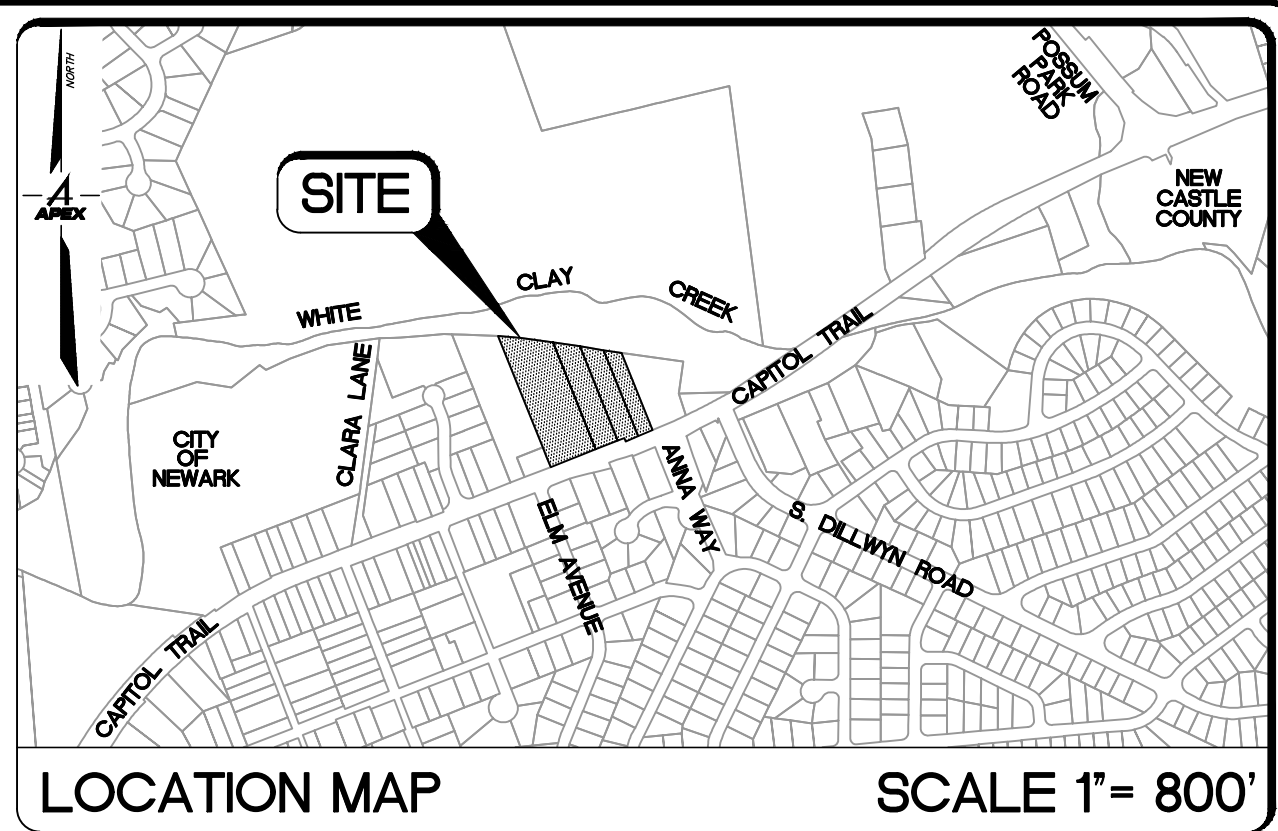 NORTH
A
APEX
POSSUM
PARK
ROAD
NEW
CASTLE
COUNTY
SITE
WHITE CLAY CREEK
CAPITOL TRAIL
CLARA LANE
CITY
OF
NEWARK
ELM AVENUE
ANNA WAY
S. DILLWYN ROAD
CAPITOL TRAIL
LOCATION MAP
SCALE 1"= 800'